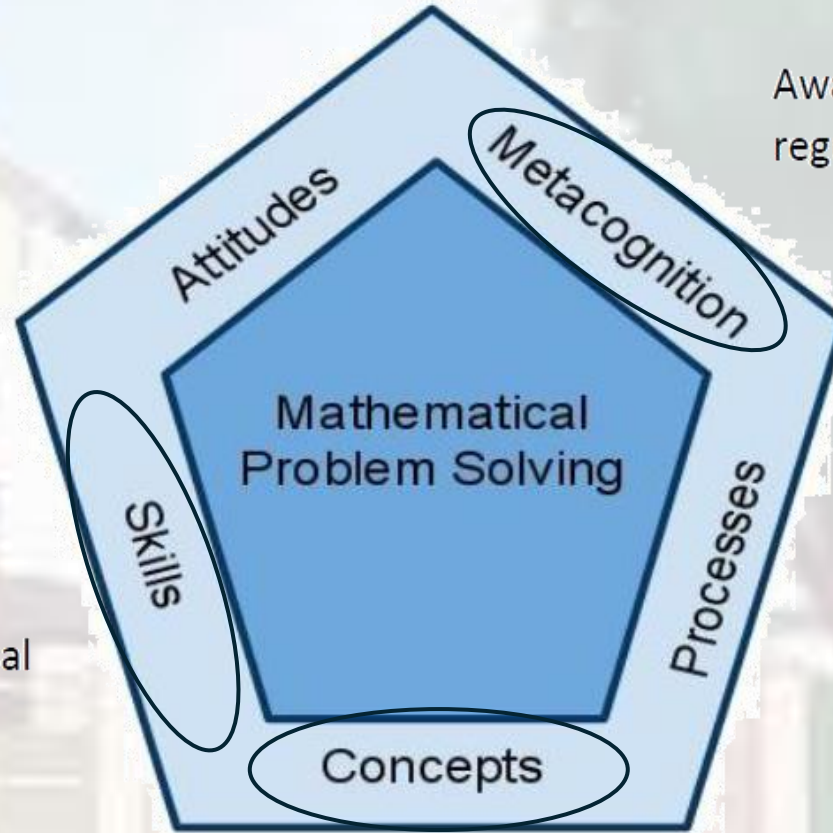 Attitudes
Metacognition
Mathematical
Problem Solving
Skills
Processes
Concepts